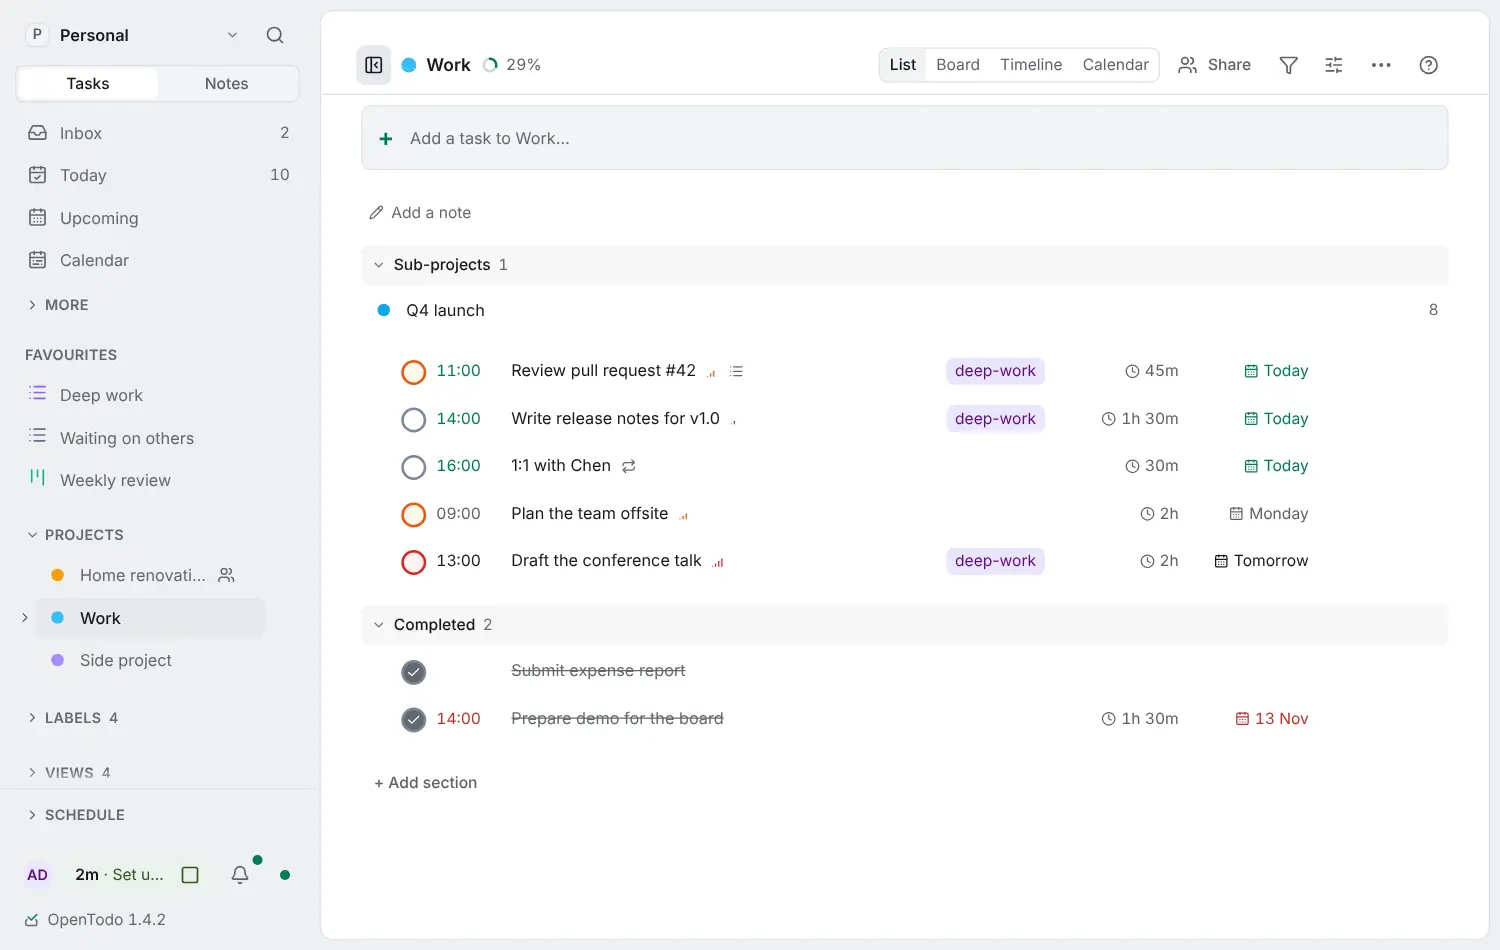 P Personal
Tasks Notes
Inbox 2
Today 10
Upcoming
Calendar
MORE
FAVOURITES
Deep work
Waiting on others
Weekly review
PROJECTS
Home renovati...
Work
Side project
LABELS 4
VIEWS 4
SCHEDULE
AD 2m · Set u...
OpenTodo 1.4.2
Work 29%
List Board Timeline Calendar Share
Add a task to Work...
Add a note
Sub-projects 1
Q4 launch 8
11:00 Review pull request #42 deep-work 45m Today
14:00 Write release notes for v1.0 deep-work 1h 30m Today
16:00 1:1 with Chen 30m Today
09:00 Plan the team offsite 2h Monday
13:00 Draft the conference talk deep-work 2h Tomorrow
Completed 2
Submit expense report
14:00 Prepare demo for the board 1h 30m 13 Nov
+ Add section